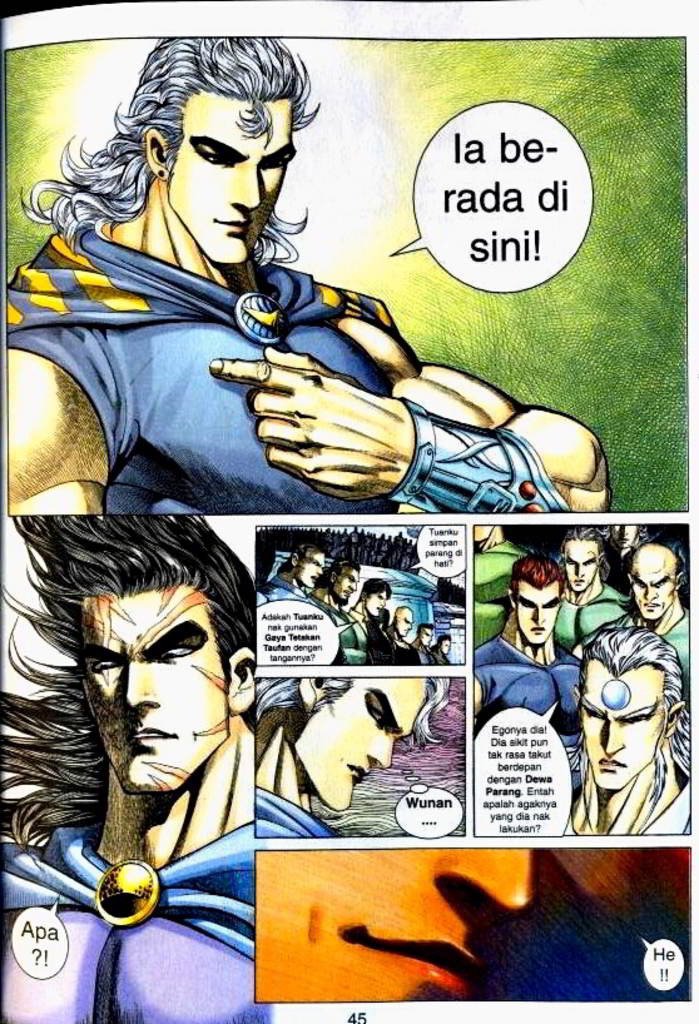 Ia be-
rada di
sini!
Apa
?!
Tuanku
simpan
parang di
hati?
Adakah Tuanku
nak gunakan
Gaya Tetakan
Taufan dengan
tangannya?
Wunan
....
Egonya dia!
Dia sikit pun
tak rasa takut
berdepan
dengan Dewa
Parang. Entah
apalah agaknya
yang dia nak
lakukan?
He
!!
45